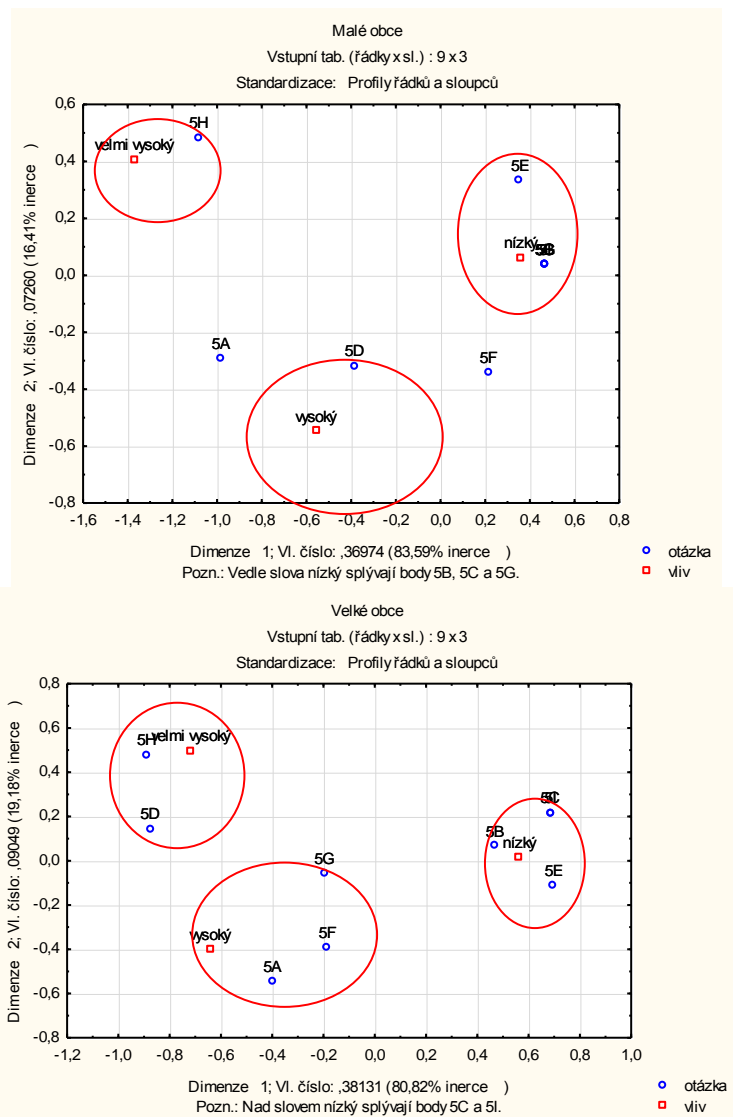 Malé obce
Vstupní tab. (řádky x sl.) : 9 x 3
Standardizace: Profily řádků a sloupců
0,6
0,4
0,2
0,0
-0,2
-0,4
-0,6
-0,8
Dimenze 2; Vl. číslo: ,07260 (16,41% inerce )
5H
velmi vysoký
5E
nízký
5A
5D
5F
vysoký
-1,6 -1,4 -1,2 -1,0 -0,8 -0,6 -0,4 -0,2 0,0 0,2 0,4 0,6 0,8
Dimenze 1; Vl. číslo: ,36974 (83,59% inerce )
Pozn.: Vedle slova nízký splývají body 5B, 5C a 5G.
otázka
vliv
Velké obce
Vstupní tab. (řádky x sl.) : 9 x 3
Standardizace: Profily řádků a sloupců
0,8
0,6
0,4
0,2
0,0
-0,2
-0,4
-0,6
-0,8
Dimenze 2; Vl. číslo: ,09049 (19,18% inerce )
5H
velmi vysoký
5D
5C
5B
nízký
5G
5E
vysoký
5F
5A
-1,2 -1,0 -0,8 -0,6 -0,4 -0,2 0,0 0,2 0,4 0,6 0,8 1,0
Dimenze 1; Vl. číslo: ,38131 (80,82% inerce )
Pozn.: Nad slovem nízký splývají body 5C a 5I.
otázka
vliv